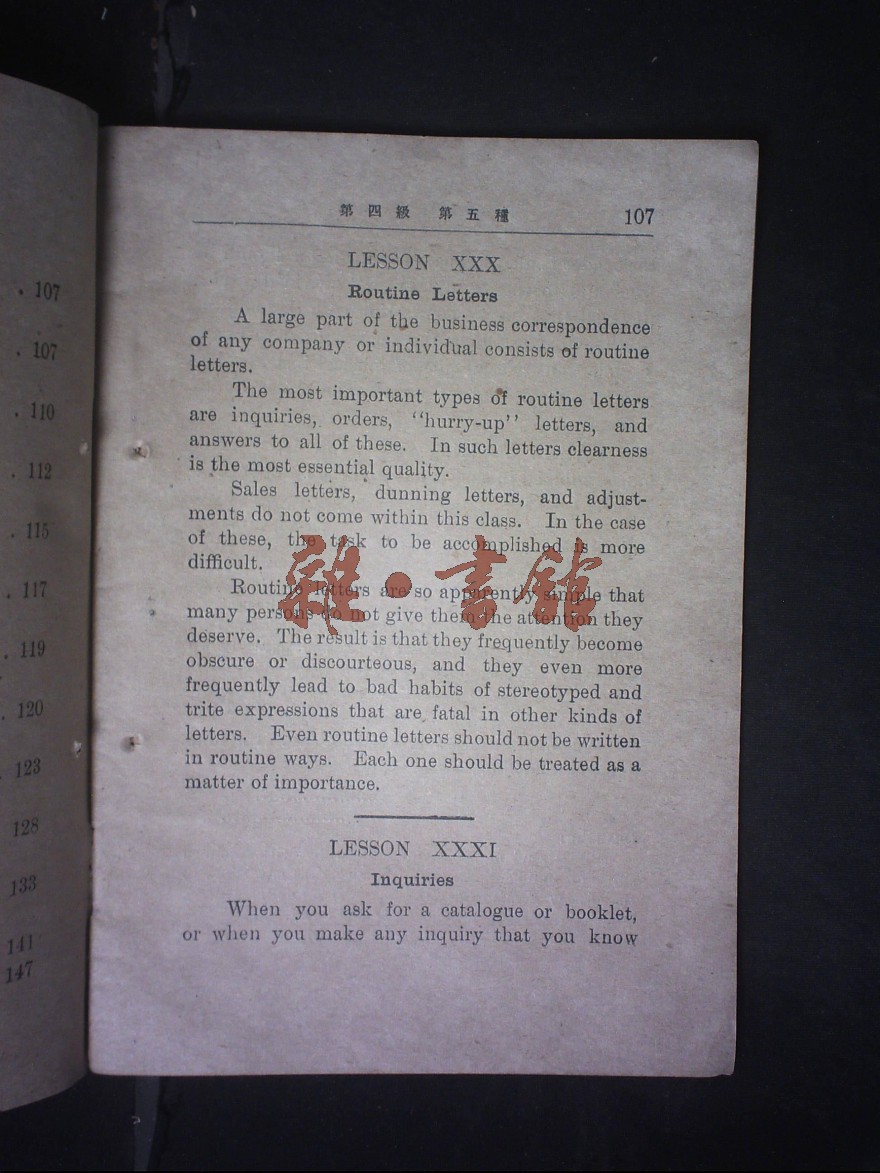 . 107
. 107
. 110
. 112
. 115
. 117
. 119
. 120
. 123
128
133
141
147
第四級 第五種 107
LESSON XXX
Routine Letters
A large part of the business correspondence
of any company or individual consists of routine
letters.
The most important types of routine letters
are inquiries, orders, "hurry-up" letters, and
answers to all of these. In such letters clearness
is the most essential quality.
Sales letters, dunning letters, and adjust-
ments do not come within this class. In the case
of these, the task to be accomplished is more
difficult.
Routine letters are so apparently simple that
many persons do not give them the attention they
deserve. The result is that they frequently become
obscure or discourteous, and they even more
frequently lead to bad habits of stereotyped and
trite expressions that are fatal in other kinds of
letters. Even routine letters should not be written
in routine ways. Each one should be treated as a
matter of importance.
LESSON XXXI
Inquiries
When you ask for a catalogue or booklet,
or when you make any inquiry that you know
雜·書館